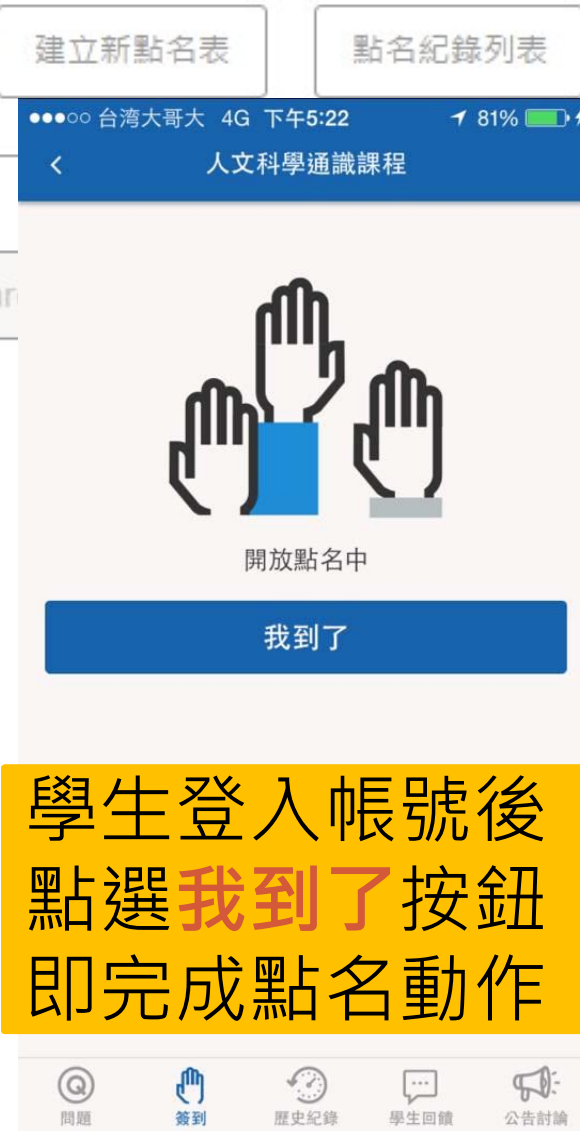 建立新點名表
點名紀錄列表
台湾大哥大 4G 下午5:22 81%
人文科學通識課程
開放點名中
我到了
學生登入帳號後
點選我到了按鈕
即完成點名動作
Q
問題
簽到
歷史紀錄
學生回饋
公告討論